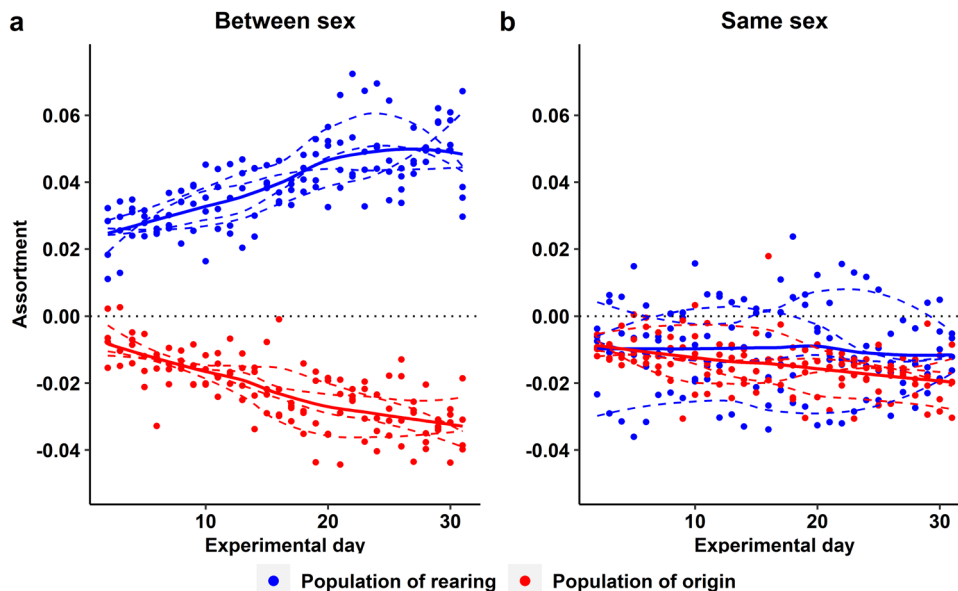 a Between sex
b Same sex
Assortment
0.06
0.04
0.02
0.00
-0.02
-0.04
10 20 30
Experimental day
0.06
0.04
0.02
0.00
-0.02
-0.04
10 20 30
Experimental day
Population of rearing Population of origin